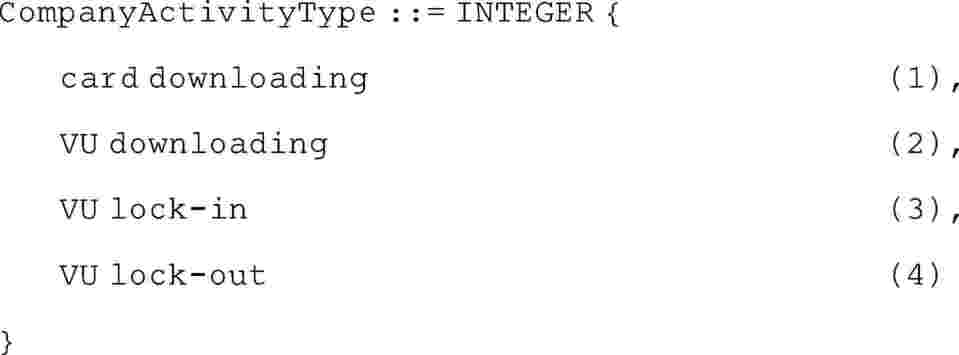 CompanyActivityType ::= INTEGER {
card downloading (1),
VU downloading (2),
VU lock-in (3),
VU lock-out (4)
}